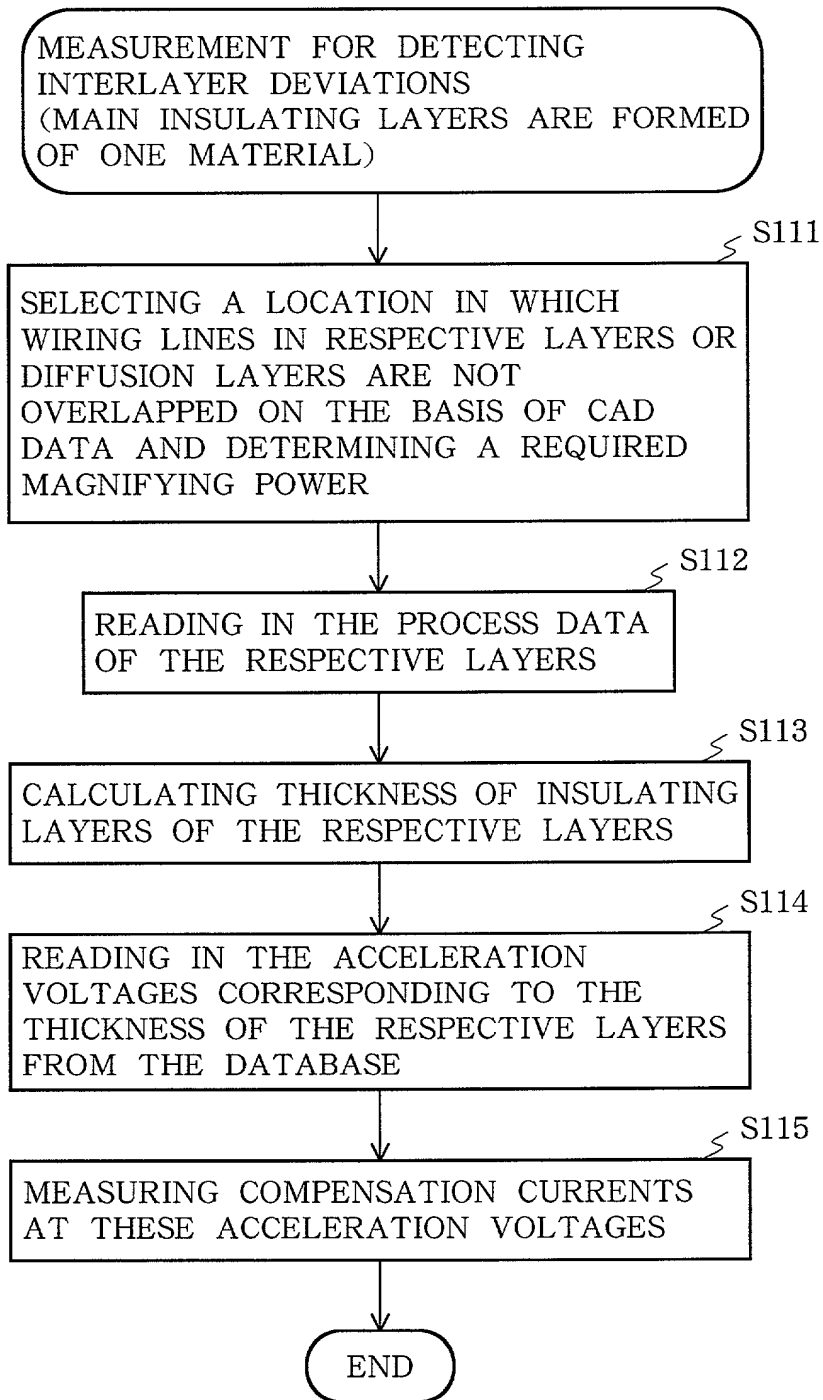 MEASUREMENT FOR DETECTING
INTERLAYER DEVIATIONS
(MAIN INSULATING LAYERS ARE FORMED
OF ONE MATERIAL)
S111
SELECTING A LOCATION IN WHICH
WIRING LINES IN RESPECTIVE LAYERS OR
DIFFUSION LAYERS ARE NOT
OVERLAPPED ON THE BASIS OF CAD
DATA AND DETERMINING A REQUIRED
MAGNIFYING POWER
S112
READING IN THE PROCESS DATA
OF THE RESPECTIVE LAYERS
S113
CALCULATING THICKNESS OF INSULATING
LAYERS OF THE RESPECTIVE LAYERS
S114
READING IN THE ACCELERATION
VOLTAGES CORRESPONDING TO THE
THICKNESS OF THE RESPECTIVE LAYERS
FROM THE DATABASE
S115
MEASURING COMPENSATION CURRENTS
AT THESE ACCELERATION VOLTAGES
END